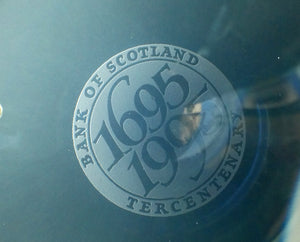 BANK OF SCOTLAND
1695
1995
TERCENTENARY